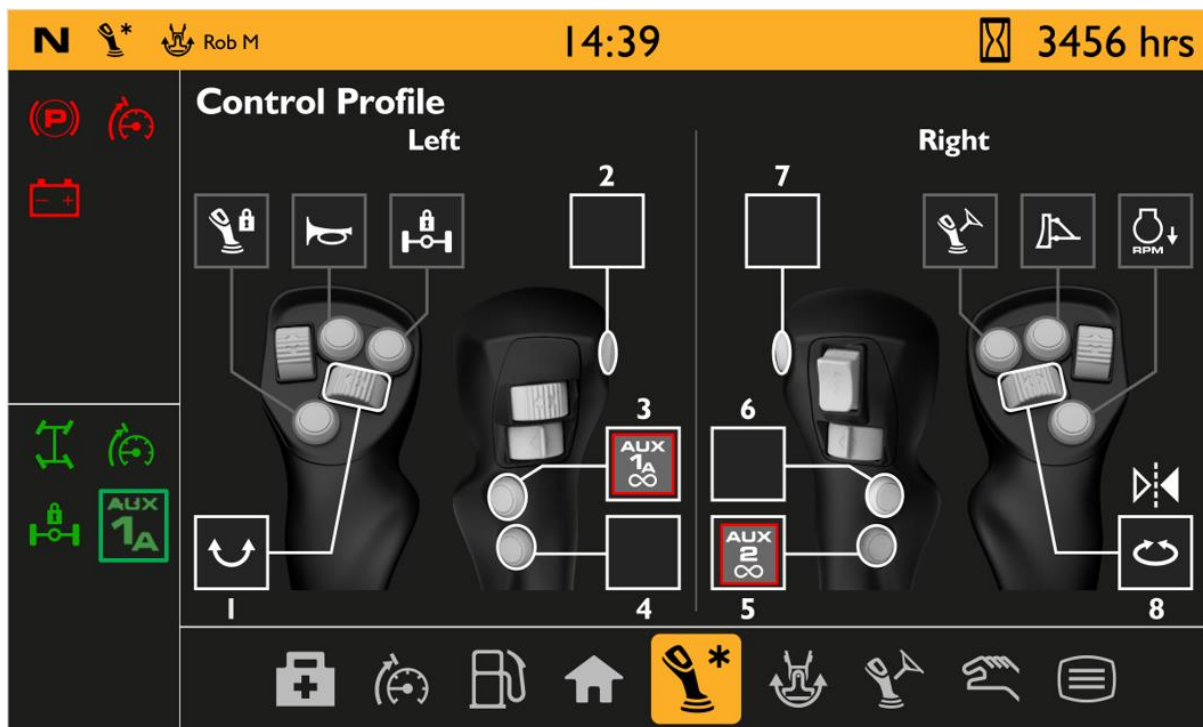 N
Rob M
14:39
3456 hrs
P
Control Profile
Left
Right
2
7
RPM
3
6
AUX
1A
∞
AUX
1A
AUX
2
∞
1
4
5
8